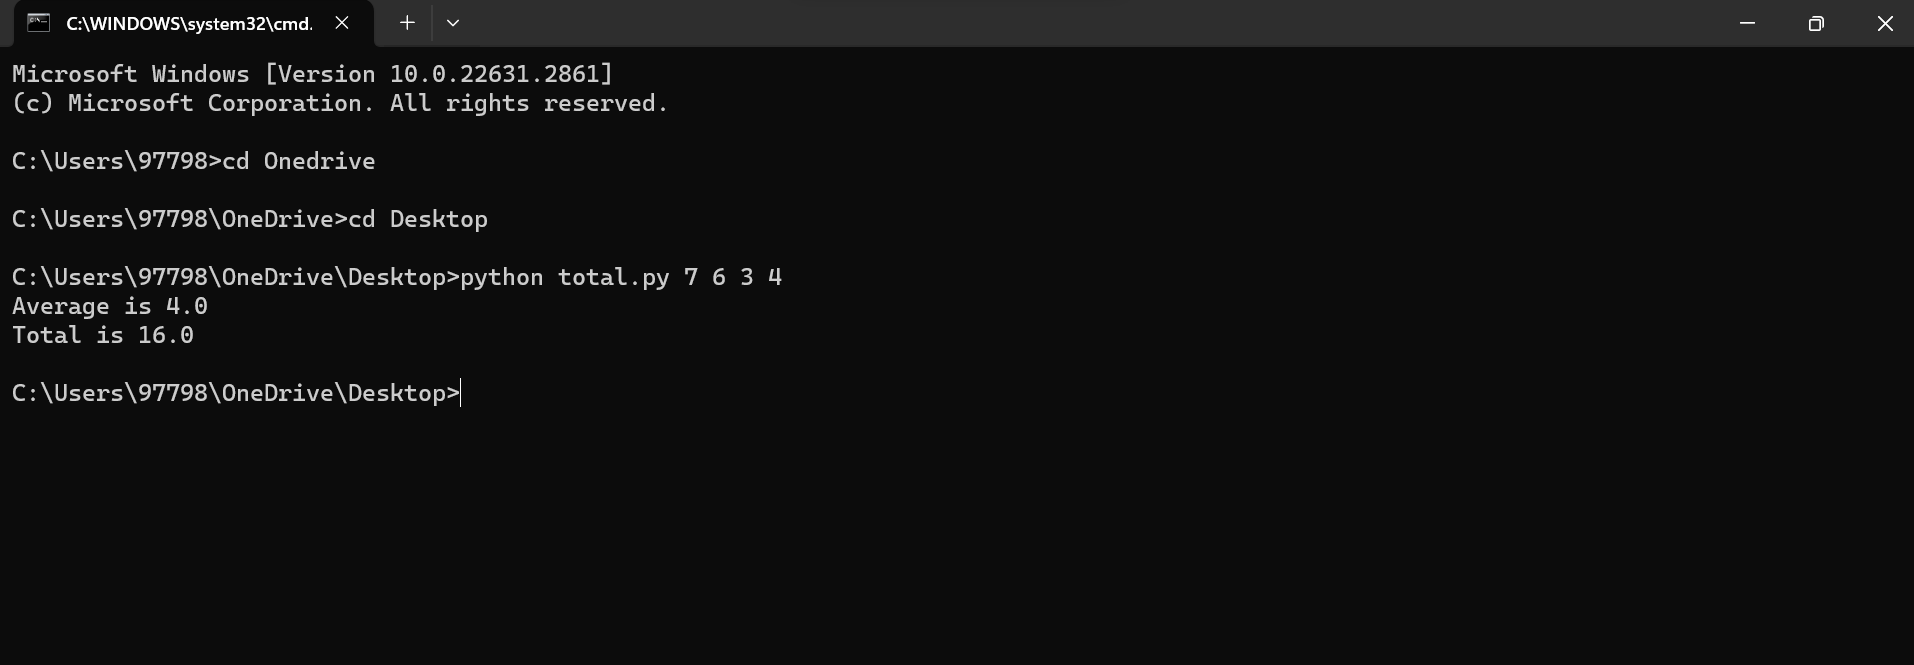 C:\WINDOWS\system32\cmd.
Microsoft Windows [Version 10.0.22631.2861]
(c) Microsoft Corporation. All rights reserved.
C:\Users\97798>cd Onedrive
C:\Users\97798\OneDrive>cd Desktop
C:\Users\97798\OneDrive\Desktop>python total.py 7 6 3 4
Average is 4.0
Total is 16.0
C:\Users\97798\OneDrive\Desktop>